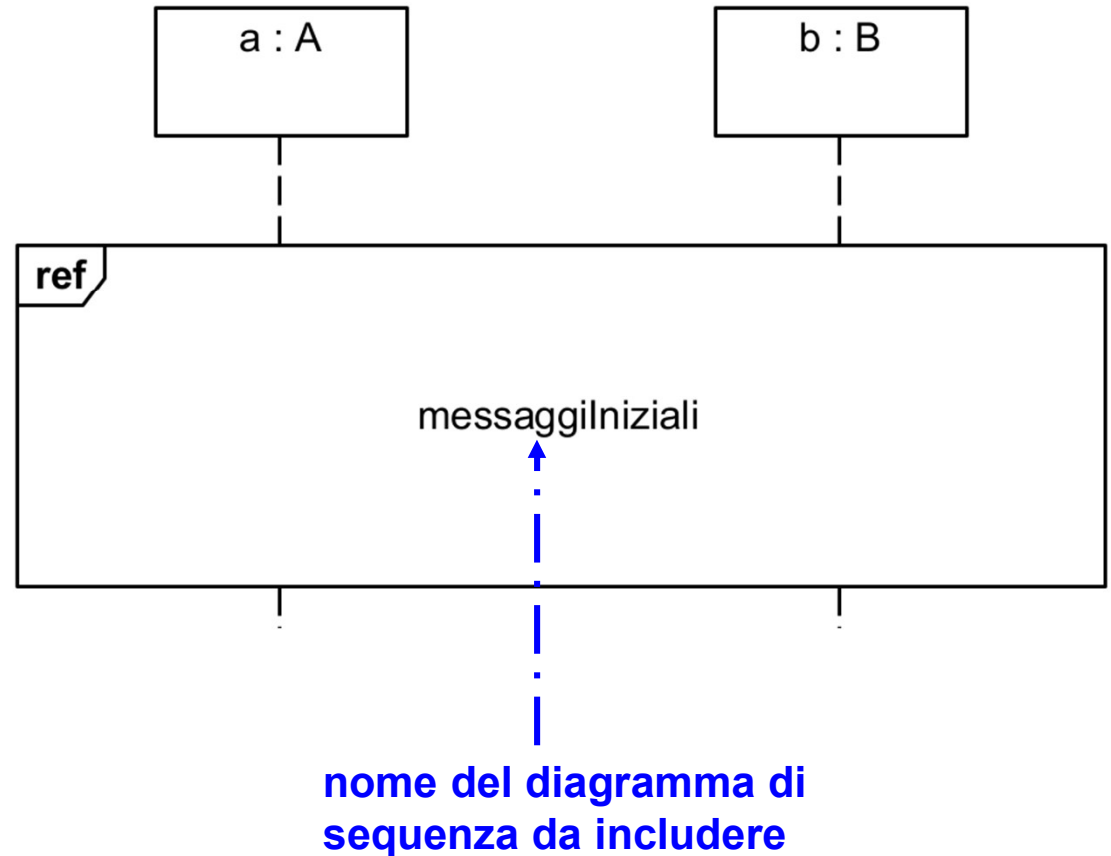 a : A
b : B
ref
messaggiIniziali
nome del diagramma di
sequenza da includere